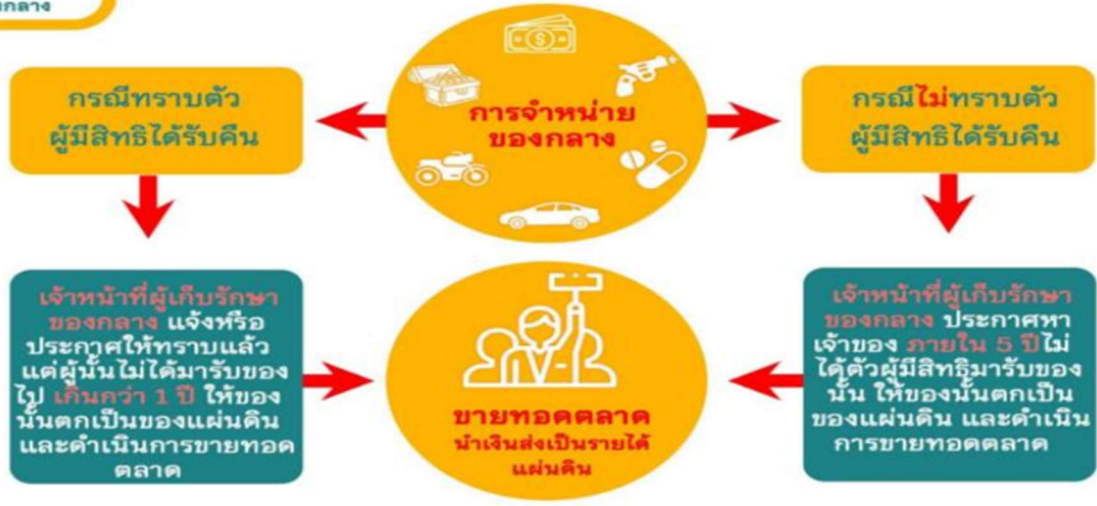 กลาง
การจำหน่าย
ของกลาง
กรณีทราบตัว
ผู้มีสิทธิได้รับคืน
กรณีไม่ทราบตัว
ผู้มีสิทธิได้รับคืน
เจ้าหน้าที่ผู้เก็บรักษา
ของกลาง แจ้งหรือ
ประกาศให้ทราบแล้ว
แต่ผู้นั้นไม่ได้มารับของ
ไป เกินกว่า 1 ปี ให้ของ
นั้นตกเป็นของแผ่นดิน
และดำเนินการขายทอด
ตลาด
ขายทอดตลาด
นำเงินส่งเป็นรายได้
แผ่นดิน
เจ้าหน้าที่ผู้เก็บรักษา
ของกลาง ประกาศหา
เจ้าของ ภายใน 5 ปีไม่
ได้ตัวผู้มีสิทธิมารับของ
นั้น ให้ของนั้นตกเป็น
ของแผ่นดิน และดำเนิน
การขายทอดตลาด